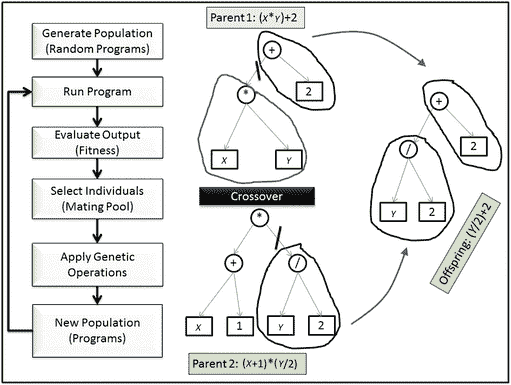 Generate Population
(Random Programs)
Run Program
Evaluate Output
(Fitness)
Select Individuals
(Mating Pool)
Apply Genetic
Operations
New Population
(Programs)
Parent 1: (X*Y)+2
+
*
2
X
Y
Crossover
*
+
/
X
1
Y
2
Parent 2: (X+1)*(Y/2)
+
/
2
Y
2
Offspring: (Y/2)+2